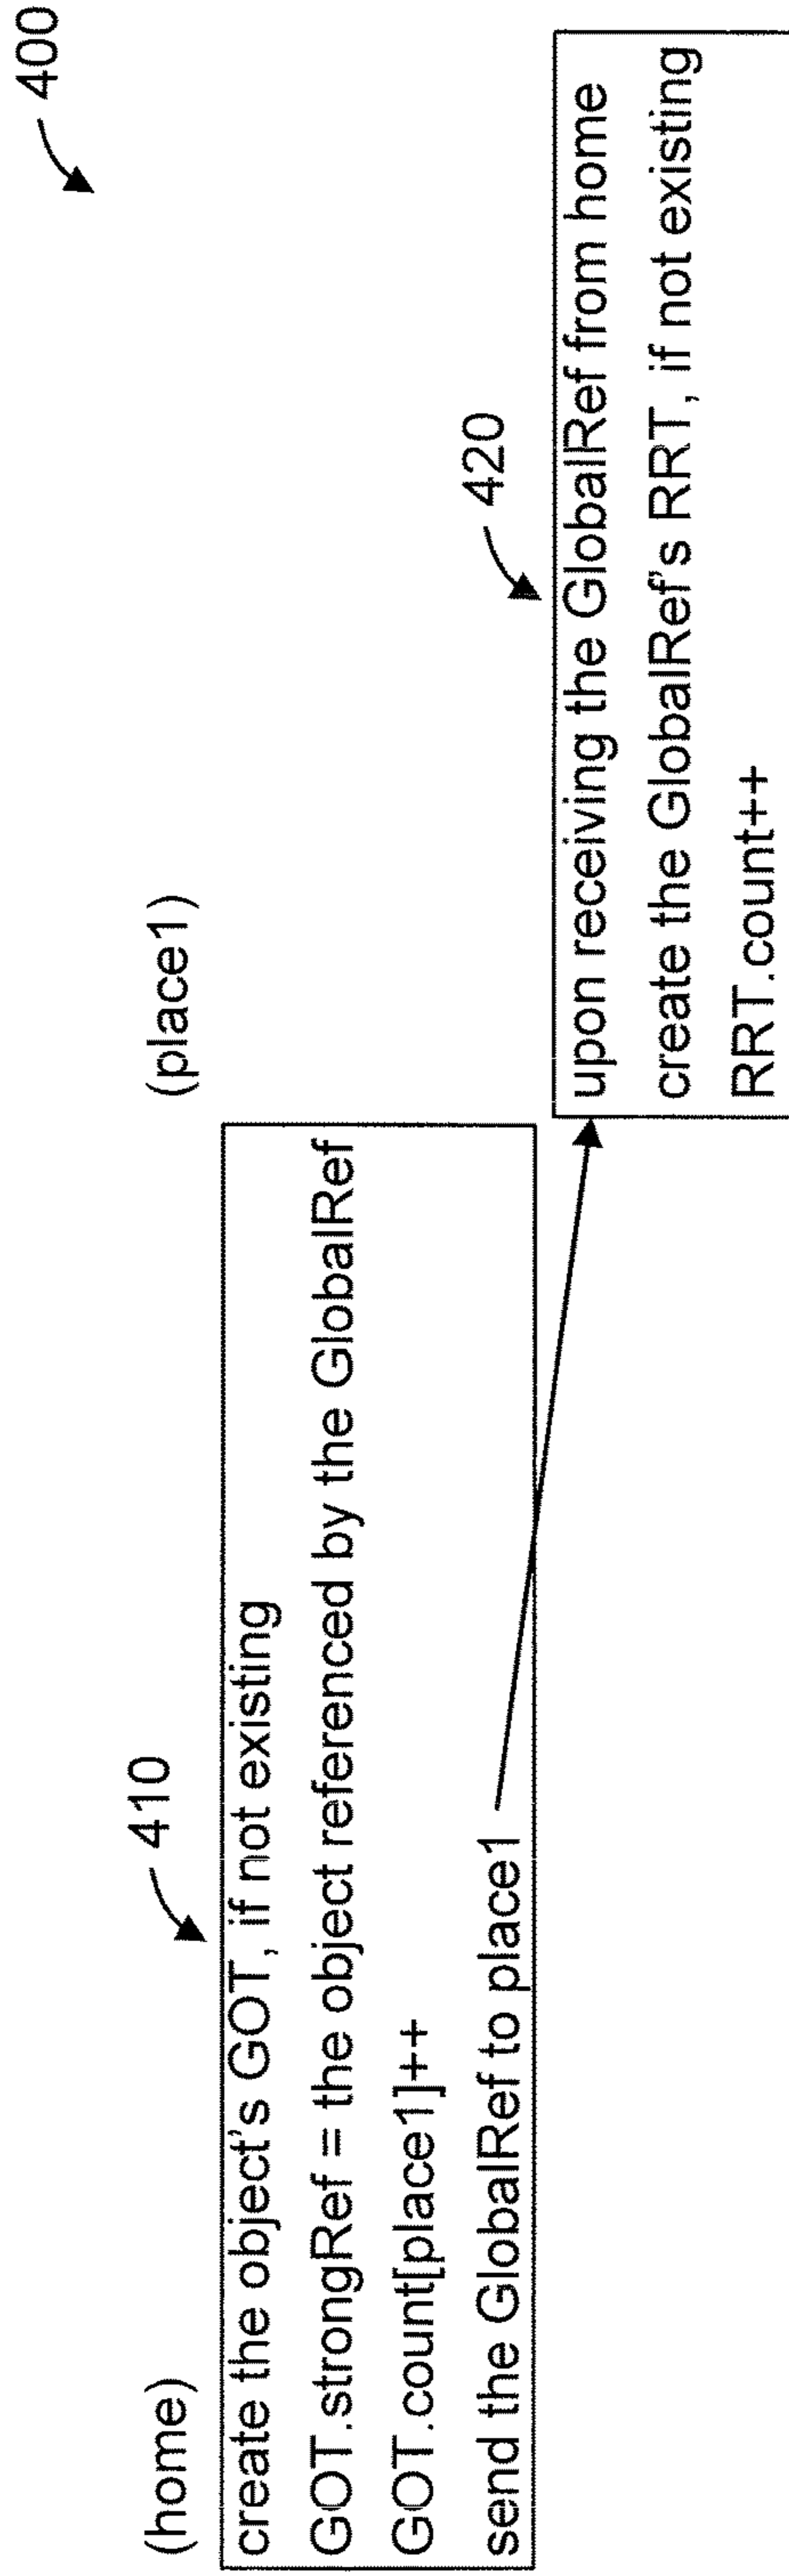 400
(home)
(place1)
410
create the object's GOT, if not existing
GOT.strongRef = the object referenced by the GlobalRef
GOT.count[place1]++
send the GlobalRef to place1
420
upon receiving the GlobalRef from home
create the GlobalRef's RRT, if not existing
RRT.count++